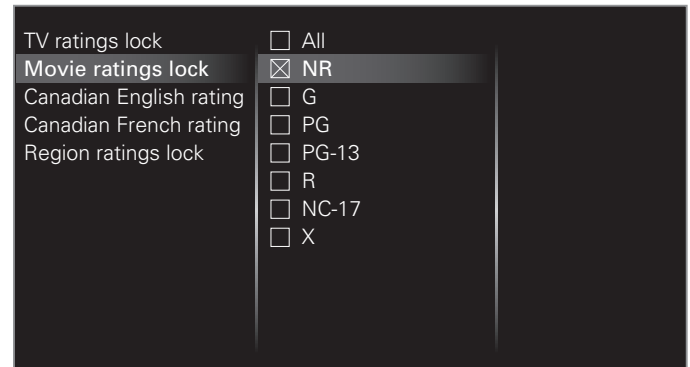 TV ratings lock
Movie ratings lock
Canadian English rating
Canadian French rating
Region ratings lock
All
NR
G
PG
PG-13
R
NC-17
X